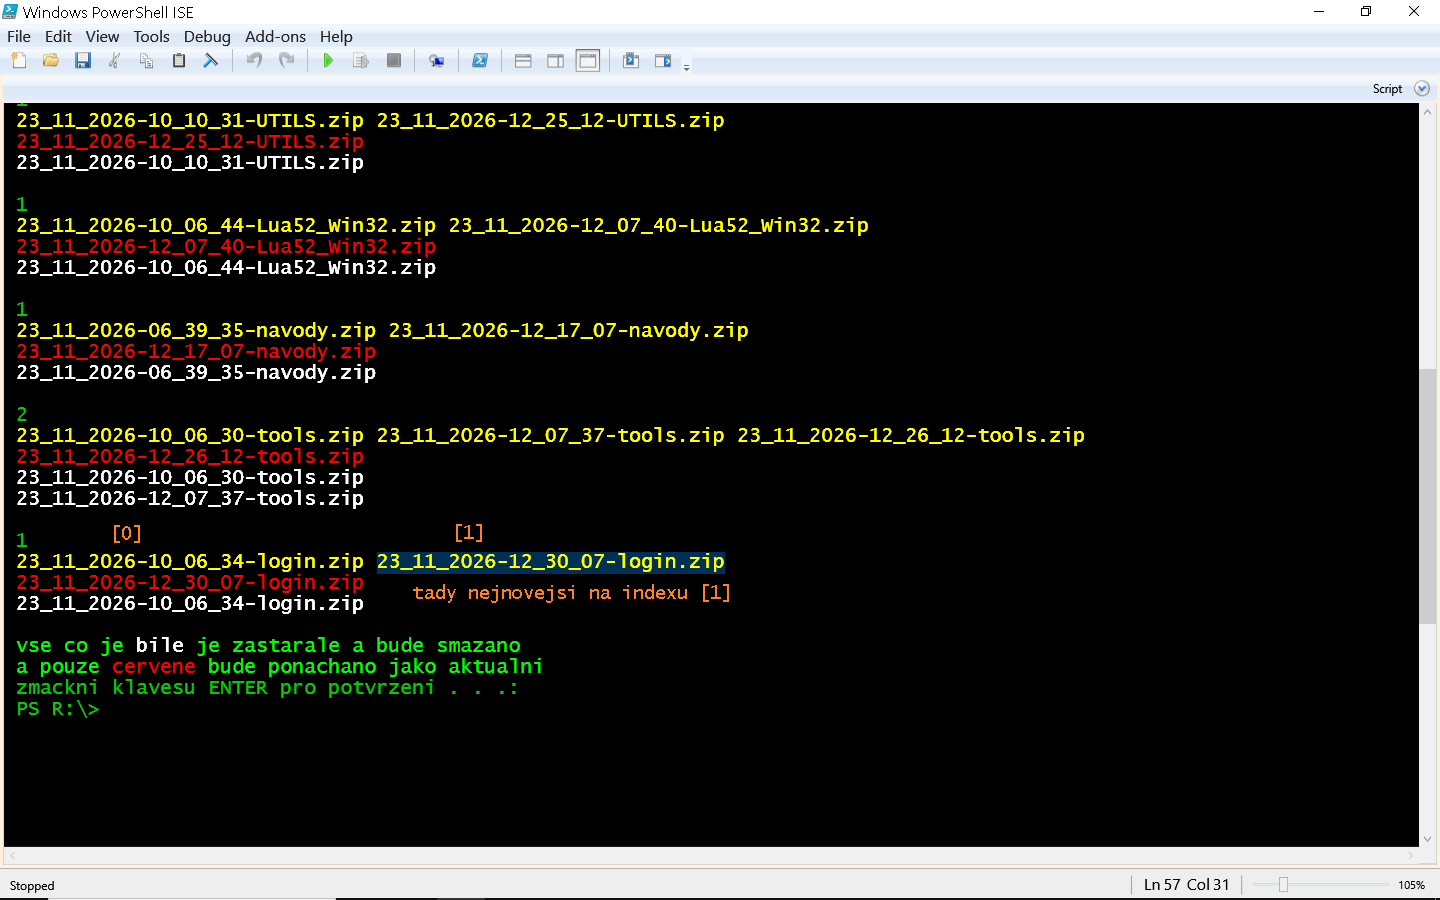 Windows PowerShell ISE
File Edit View Tools Debug Add-ons Help
Script
23_11_2026-10_10_31-UTILS.zip 23_11_2026-12_25_12-UTILS.zip
23_11_2026-12_25_12-UTILS.zip
23_11_2026-10_10_31-UTILS.zip
1
23_11_2026-10_06_44-Lua52_Win32.zip 23_11_2026-12_07_40-Lua52_Win32.zip
23_11_2026-12_07_40-Lua52_Win32.zip
23_11_2026-10_06_44-Lua52_Win32.zip
1
23_11_2026-06_39_35-navody.zip 23_11_2026-12_17_07-navody.zip
23_11_2026-12_17_07-navody.zip
23_11_2026-06_39_35-navody.zip
2
23_11_2026-10_06_30-tools.zip 23_11_2026-12_07_37-tools.zip 23_11_2026-12_26_12-tools.zip
23_11_2026-12_26_12-tools.zip
23_11_2026-10_06_30-tools.zip
23_11_2026-12_07_37-tools.zip
1 [0] [1]
23_11_2026-10_06_34-login.zip 23_11_2026-12_30_07-login.zip
23_11_2026-12_30_07-login.zip tady nejnovejsi na indexu [1]
23_11_2026-10_06_34-login.zip
vse co je bile je zastarale a bude smazano
a pouze cervene bude ponachano jako aktualni
zmackni klavesu ENTER pro potvrzeni . . .:
PS R:\>
Stopped Ln 57 Col 31 105%